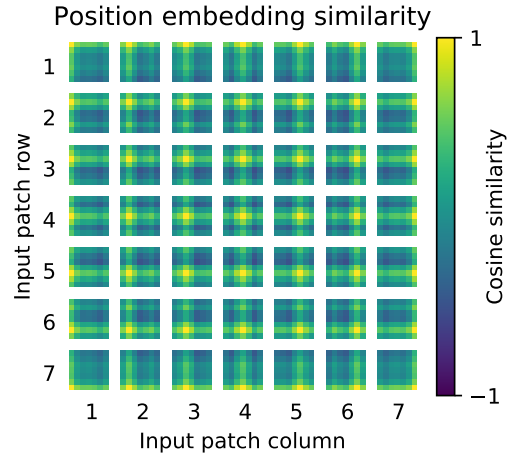 Position embedding similarity
1
2
3
4
5
6
7
Input patch row
1 2 3 4 5 6 7
Input patch column
1
−1
Cosine similarity